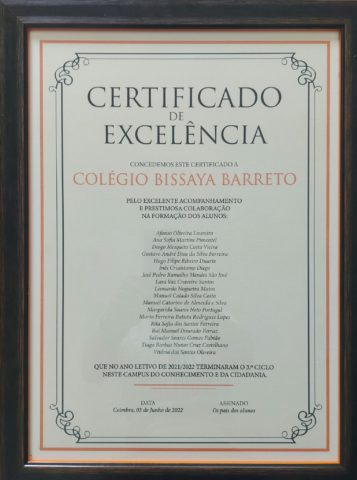 CERTIFICADO
DE
EXCELÊNCIA
CONCEDEMOS ESTE CERTIFICADO A
COLÉGIO BISSAYA BARRETO
PELO EXCELENTE ACOMPANHAMENTO
E PRESTIMOSA COLABORAÇÃO
NA FORMAÇÃO DOS ALUNOS:
Afonso Oliveira Loureiro
Ana Sofia Martins Pimentel
Diogo Mesquita Costa Vieira
Gustavo André Dias da Silva Ferreira
Hugo Filipe Ribeiro Duarte
Inês Cruistomo Diogo
José Pedro Ramalho Mendes São José
Lara Vaz Craveiro Santos
Leonardo Nogueira Matos
Manuel Calado Silva Costa
Manuel Catarino de Almeida e Silva
Margarida Soares Neto Portugal
Maria Ferreira Batista Rodrigues Lopes
Rita Sofia dos Santos Ferreira
Rui Manuel Dourado Ferraz
Salvador Soares Gomes Fabião
Tiago Barbas Nunes Cruz Castelhano
Vitória dos Santos Oliveira
QUE NO ANO LETIVO DE 2021/2022 TERMINARAM O 3.º CICLO
NESTE CAMPUS DO CONHECIMENTO E DA CIDADANIA.
DATA
Coimbra, 03 de Junho de 2022
ASSINADO
Os pais dos alunos